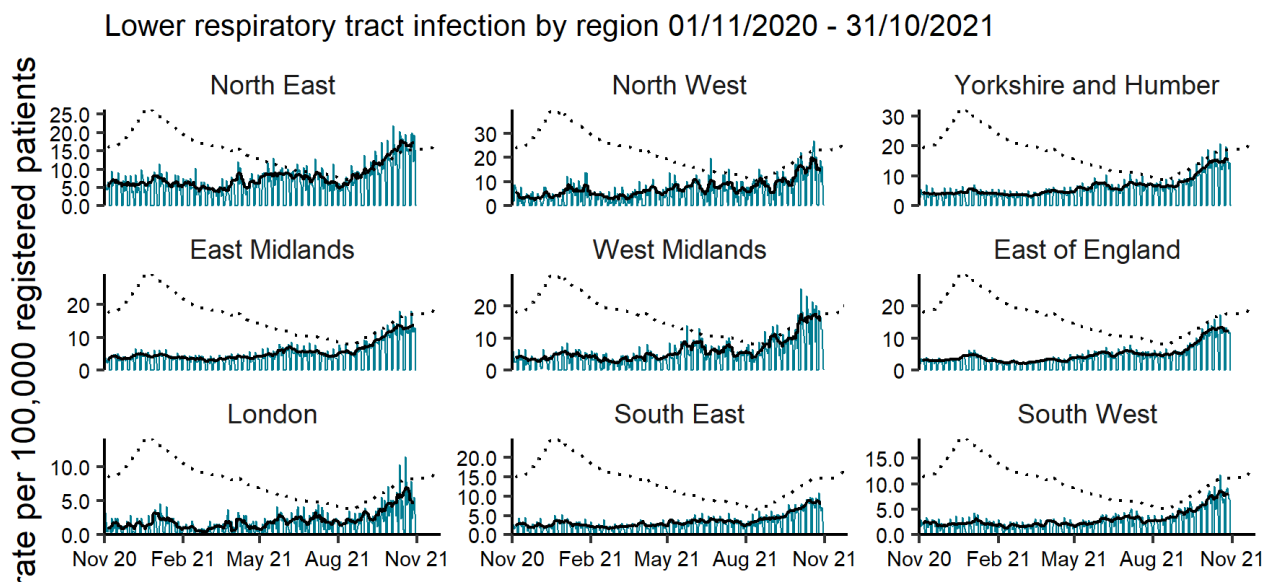 Lower respiratory tract infection by region 01/11/2020 - 31/10/2021
rate per 100,000 registered patients
North East
25.0
20.0
15.0
10.0
5.0
0.0
North West
30
20
10
0
Yorkshire and Humber
30
20
10
0
East Midlands
20
10
0
West Midlands
20
10
0
East of England
20
10
0
London
10.0
5.0
0.0
South East
20.0
15.0
10.0
5.0
0.0
South West
15.0
10.0
5.0
0.0
Nov 20 Feb 21 May 21 Aug 21 Nov 21
Nov 20 Feb 21 May 21 Aug 21 Nov 21
Nov 20 Feb 21 May 21 Aug 21 Nov 21